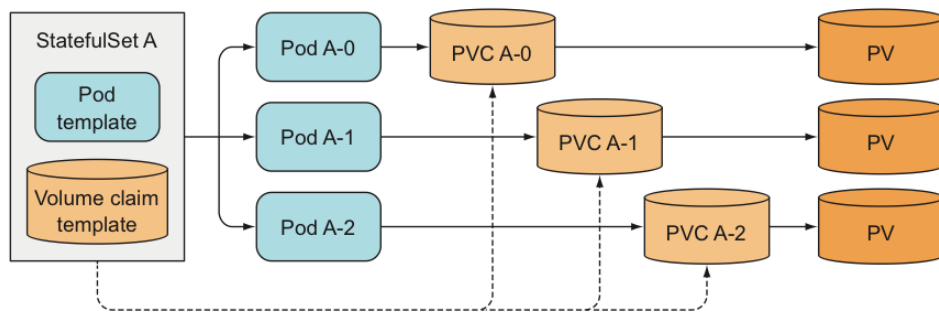 StatefulSet A
Pod
template
Volume claim
template
Pod A-0
PVC A-0
PV
Pod A-1
PVC A-1
PV
Pod A-2
PVC A-2
PV